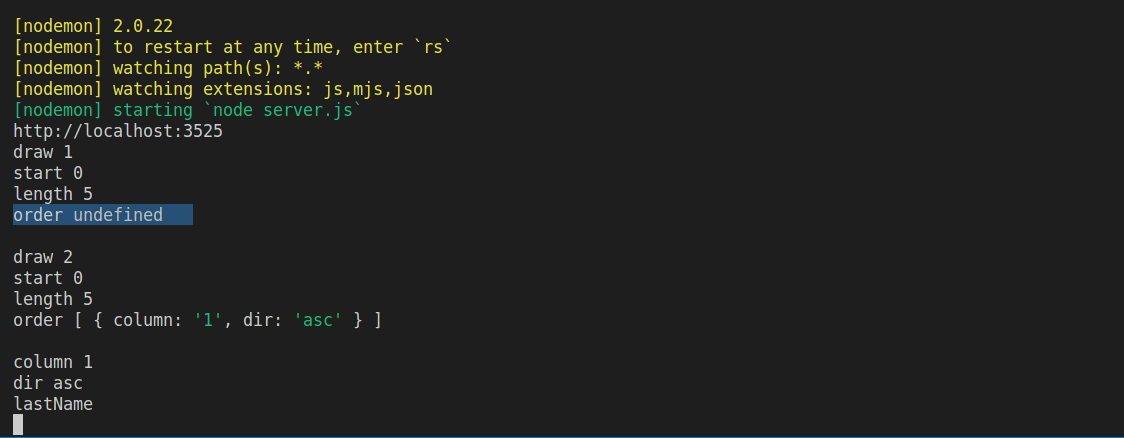 [nodemon] 2.0.22
[nodemon] to restart at any time, enter `rs`
[nodemon] watching path(s): *.*
[nodemon] watching extensions: js,mjs,json
[nodemon] starting `node server.js`
http://localhost:3525
draw 1
start 0
length 5
order undefined
draw 2
start 0
length 5
order [ { column: '1', dir: 'asc' } ]
column 1
dir asc
lastName